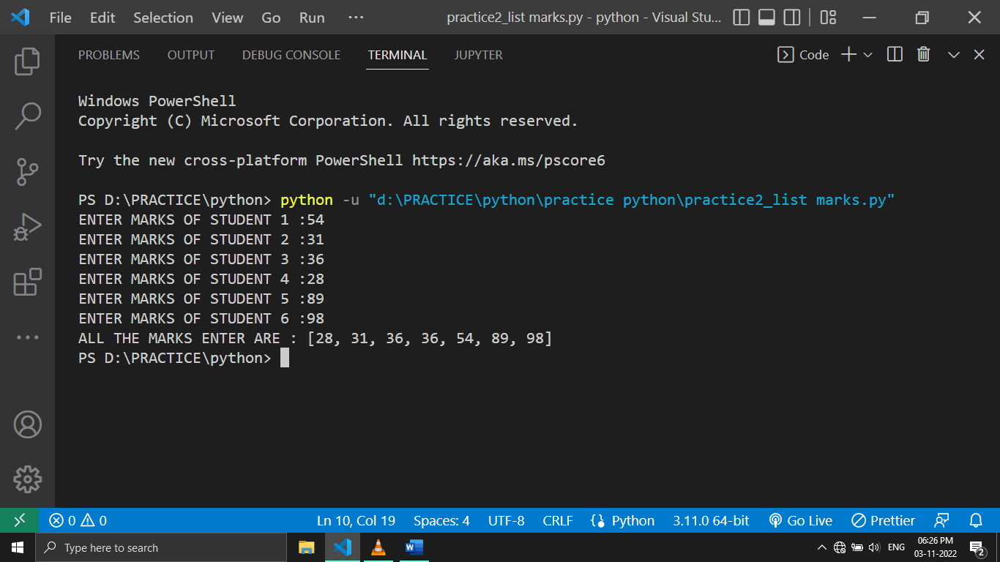 File Edit Selection View Go Run ··· practice2_list marks.py - python - Visual Stu...
PROBLEMS OUTPUT DEBUG CONSOLE TERMINAL JUPYTER Code
Windows PowerShell
Copyright (C) Microsoft Corporation. All rights reserved.
Try the new cross-platform PowerShell https://aka.ms/pscore6
PS D:\PRACTICE\python> python -u "d:\PRACTICE\python\practice python\practice2_list marks.py"
ENTER MARKS OF STUDENT 1 :54
ENTER MARKS OF STUDENT 2 :31
ENTER MARKS OF STUDENT 3 :36
ENTER MARKS OF STUDENT 4 :28
ENTER MARKS OF STUDENT 5 :89
ENTER MARKS OF STUDENT 6 :98
ALL THE MARKS ENTER ARE : [28, 31, 36, 36, 54, 89, 98]
PS D:\PRACTICE\python>
0 0 Ln 10, Col 19 Spaces: 4 UTF-8 CRLF Python 3.11.0 64-bit Go Live Prettier
Type here to search W ENG 06:26 PM
03-11-2022 2